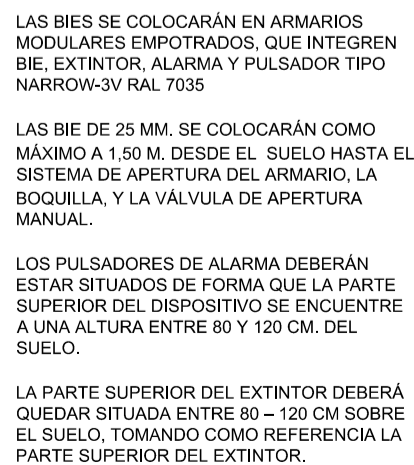 LAS BIES SE COLOCARÁN EN ARMARIOS
MODULARES EMPOTRADOS, QUE INTEGREN
BIE, EXTINTOR, ALARMA Y PULSADOR TIPO
NARROW-3V RAL 7035
LAS BIE DE 25 MM. SE COLOCARÁN COMO
MÁXIMO A 1,50 M. DESDE EL SUELO HASTA EL
SISTEMA DE APERTURA DEL ARMARIO, LA
BOQUILLA, Y LA VÁLVULA DE APERTURA
MANUAL.
LOS PULSADORES DE ALARMA DEBERÁN
ESTAR SITUADOS DE FORMA QUE LA PARTE
SUPERIOR DEL DISPOSITIVO SE ENCUENTRE
A UNA ALTURA ENTRE 80 Y 120 CM. DEL
SUELO.
LA PARTE SUPERIOR DEL EXTINTOR DEBERÁ
QUEDAR SITUADA ENTRE 80 – 120 CM SOBRE
EL SUELO, TOMANDO COMO REFERENCIA LA
PARTE SUPERIOR DEL EXTINTOR.